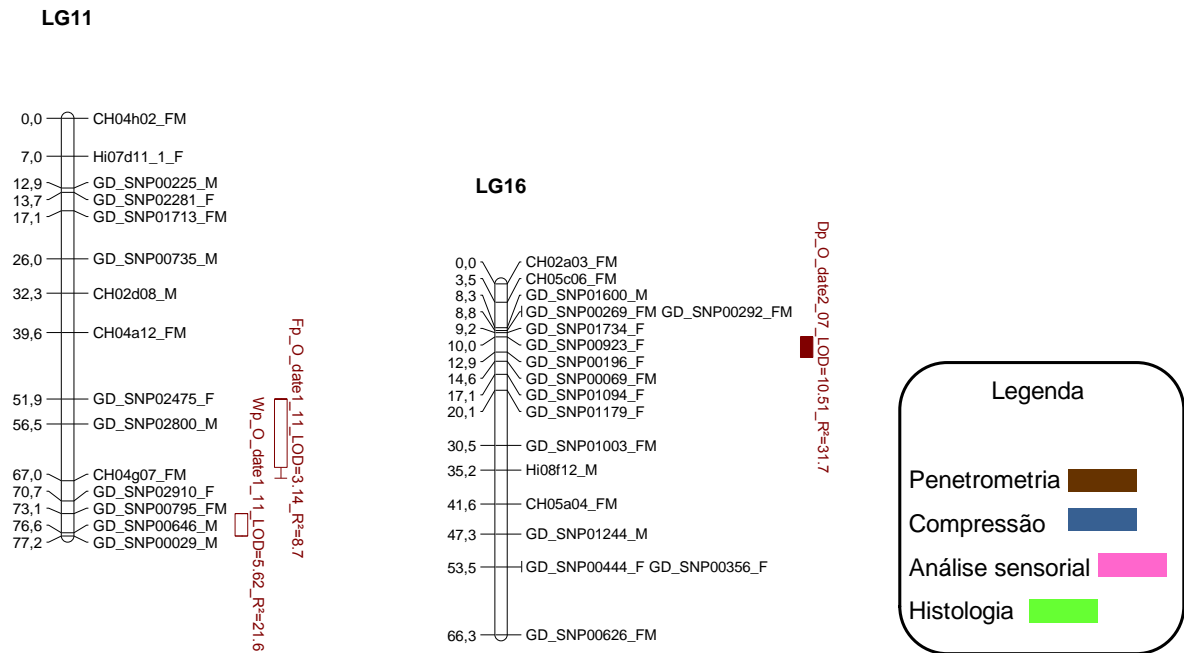 LG11
0,0 CH04h02_FM
7,0 Hi07d11_1_F
12,9 GD_SNP00225_M
13,7 GD_SNP02281_F
17,1 GD_SNP01713_FM
26,0 GD_SNP00735_M
32,3 CH02d08_M
39,6 CH04a12_FM
51,9 GD_SNP02475_F
56,5 GD_SNP02800_M
67,0 CH04g07_FM
70,7 GD_SNP02910_F
73,1 GD_SNP00795_FM
76,6 GD_SNP00646_M
77,2 GD_SNP00029_M
Wp_O_date1_11_LOD=5.62_R²=21.6
Fp_O_date1_11_LOD=3.14_R²=8.7
LG16
0,0 CH02a03_FM
3,5 CH05c06_FM
8,3 GD_SNP01600_M
8,8 GD_SNP00269_FM GD_SNP00292_FM
9,2 GD_SNP01734_F
10,0 GD_SNP00923_F
12,9 GD_SNP00196_F
14,6 GD_SNP00069_FM
17,1 GD_SNP01094_F
20,1 GD_SNP01179_F
30,5 GD_SNP01003_FM
35,2 Hi08f12_M
41,6 CH05a04_FM
47,3 GD_SNP01244_M
53,5 GD_SNP00444_F GD_SNP00356_F
66,3 GD_SNP00626_FM
Dp_O_date2_07_LOD=10.51_R²=31.7
Legenda
Penetrometria
Compressão
Análise sensorial
Histologia